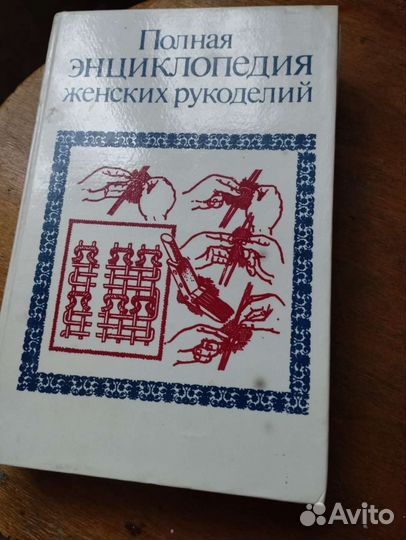 Полная
энциклопедия
женских рукоделий
Avito